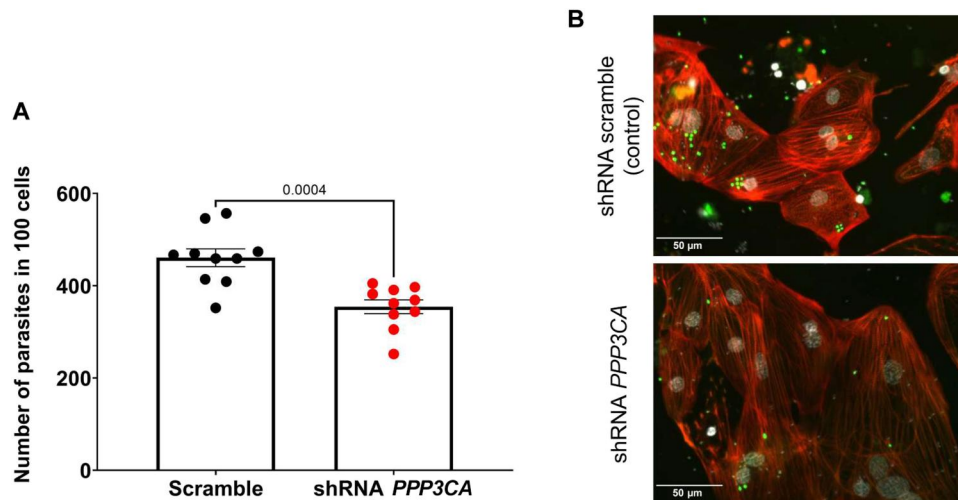 A
Number of parasites in 100 cells
600
400
200
0
0.0004
Scramble
shRNA PPP3CA
B
shRNA scramble
(control)
50 µm
shRNA PPP3CA
50 µm